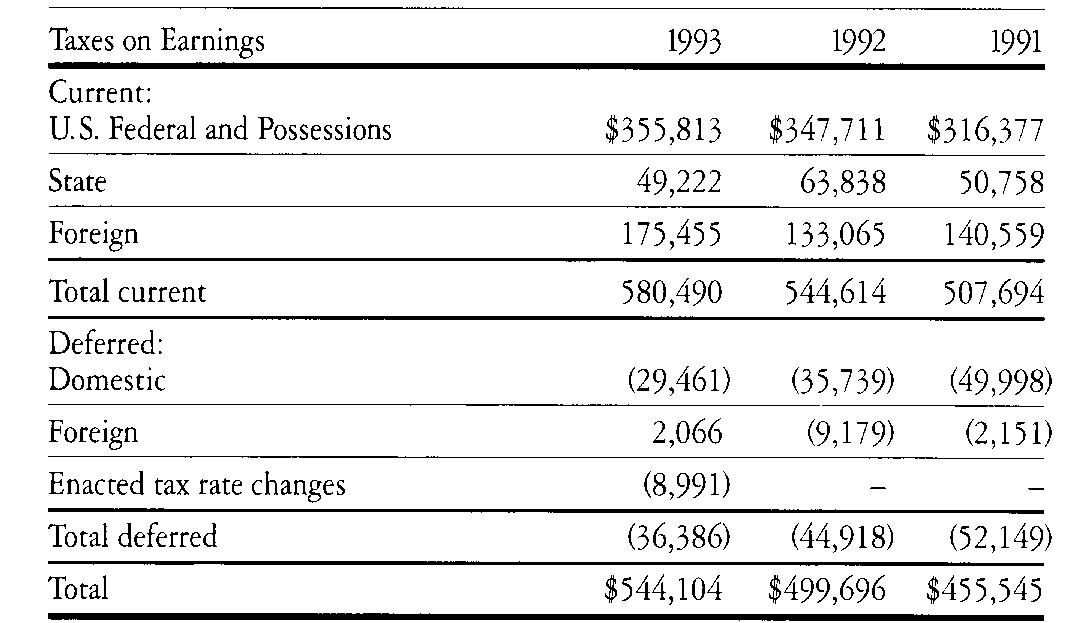 Taxes on Earnings 1993 1992 1991
Current:
U.S. Federal and Possessions $355,813 $347,711 $316,377
State 49,222 63,838 50,758
Foreign 175,455 133,065 140,559
Total current 580,490 544,614 507,694
Deferred:
Domestic (29,461) (35,739) (49,998)
Foreign 2,066 (9,179) (2,151)
Enacted tax rate changes (8,991) – –
Total deferred (36,386) (44,918) (52,149)
Total $544,104 $499,696 $455,545